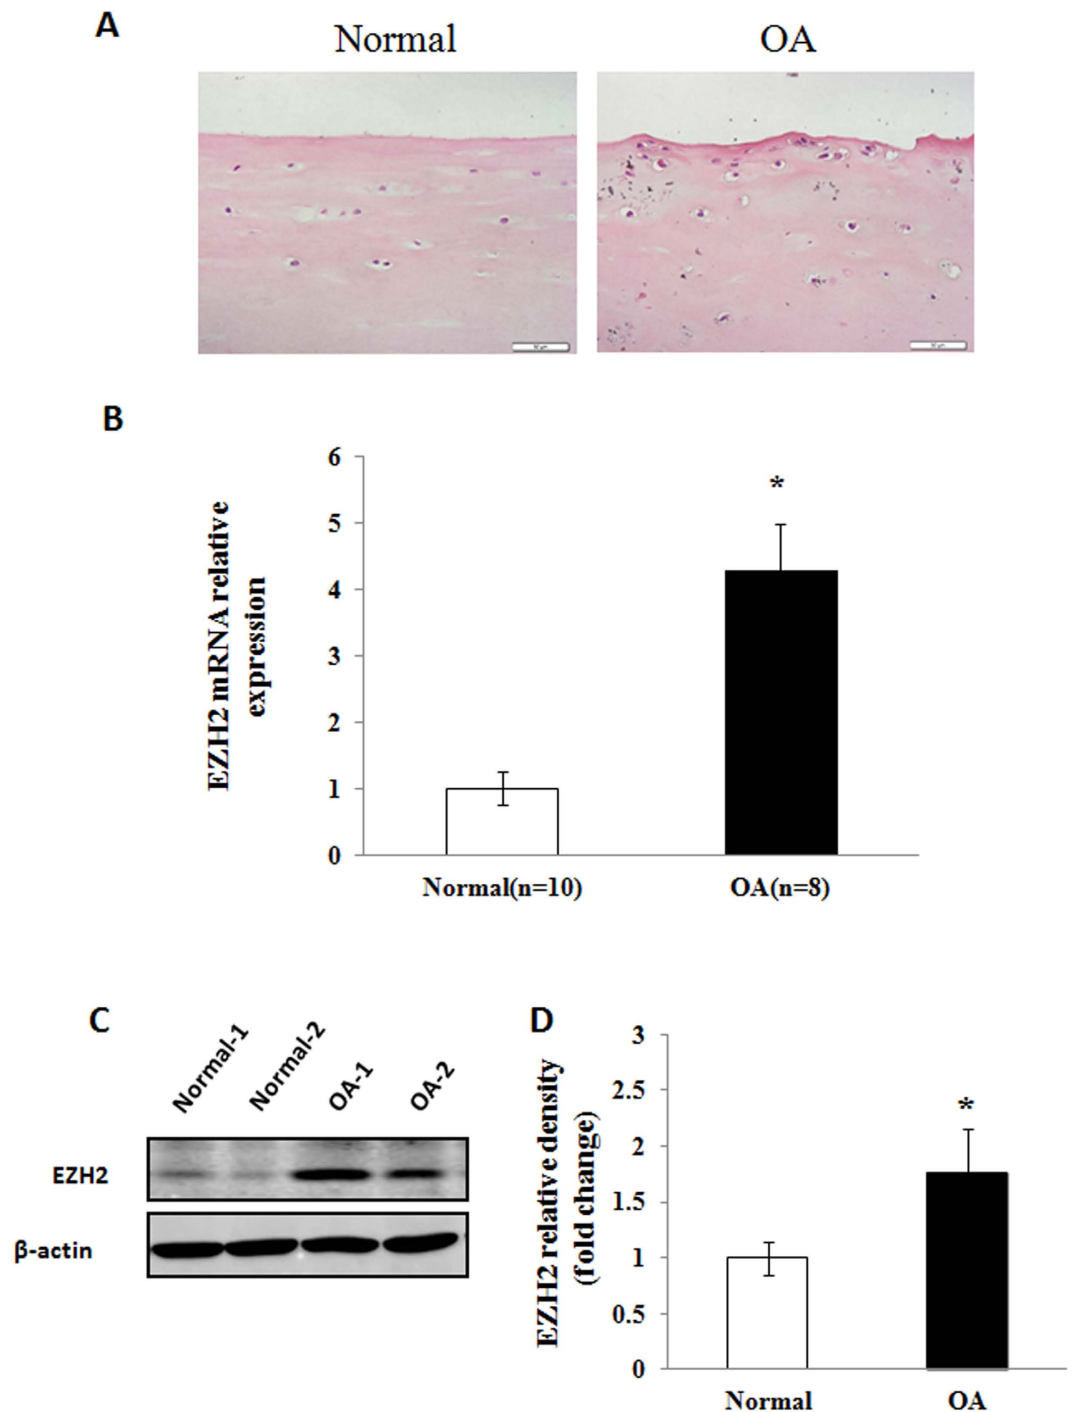 A
Normal
OA
B
6
5
4
3
2
1
0
EZH2 mRNA relative
expression
*
Normal(n=10)
OA(n=8)
C
Normal-1
Normal-2
OA-1
OA-2
EZH2
β-actin
D
3
2.5
2
1.5
1
0.5
0
EZH2 relative density
(fold change)
*
Normal
OA